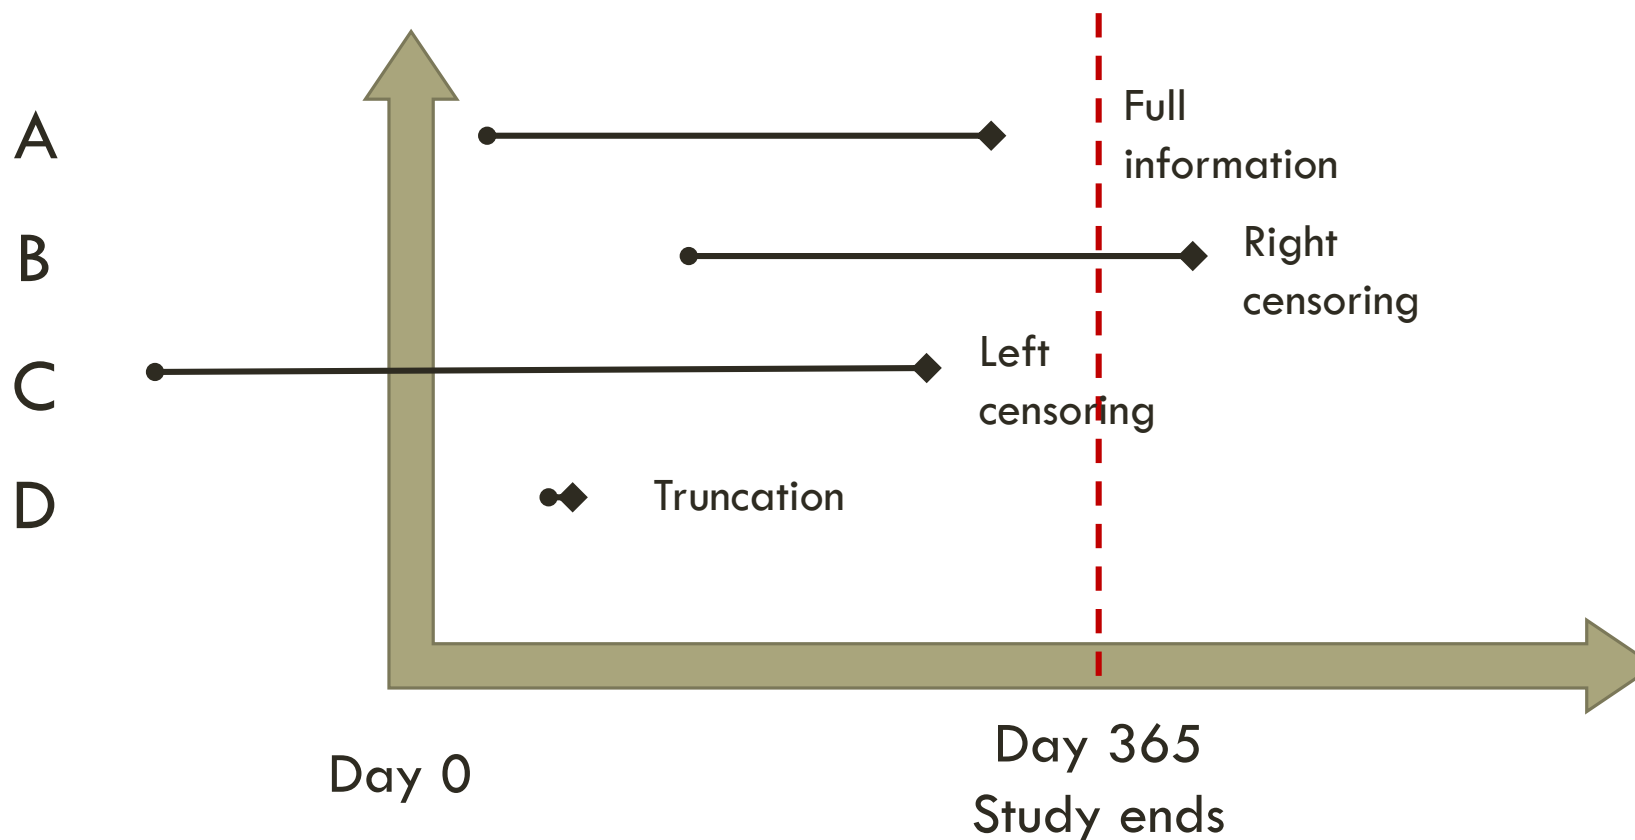 A
Full
information
B
Right
censoring
C
Left
censoring
D
Truncation
Day 0
Day 365
Study ends